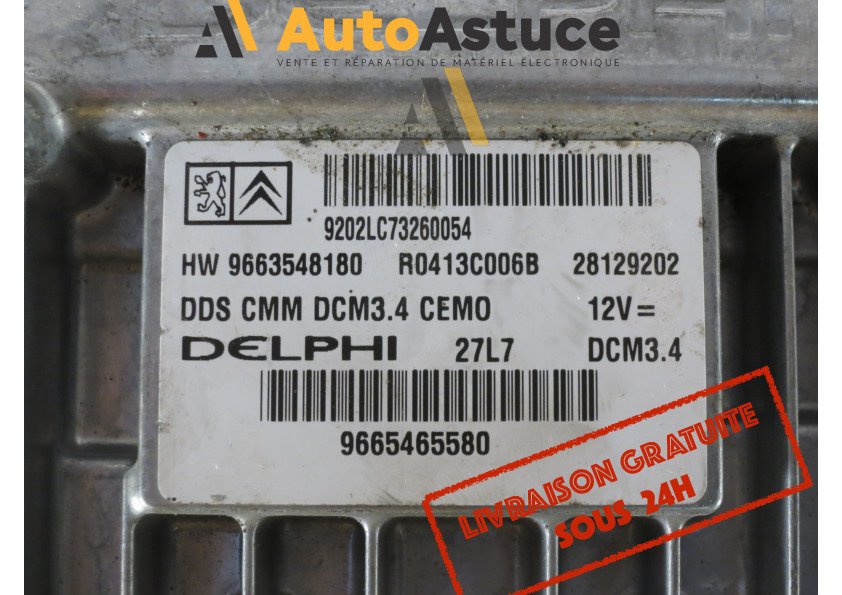 AutoAstuce
VENTE ET RÉPARATION DE MATÉRIEL ÉLECTRONIQUE
9202LC73260054
HW 9663548180 R0413C006B 28129202
DDS CMM DCM3.4 CEMO 12V=
DELPHI 27L7 DCM3.4
9665465580
LIVRAISON GRATUITE
SOUS 24H